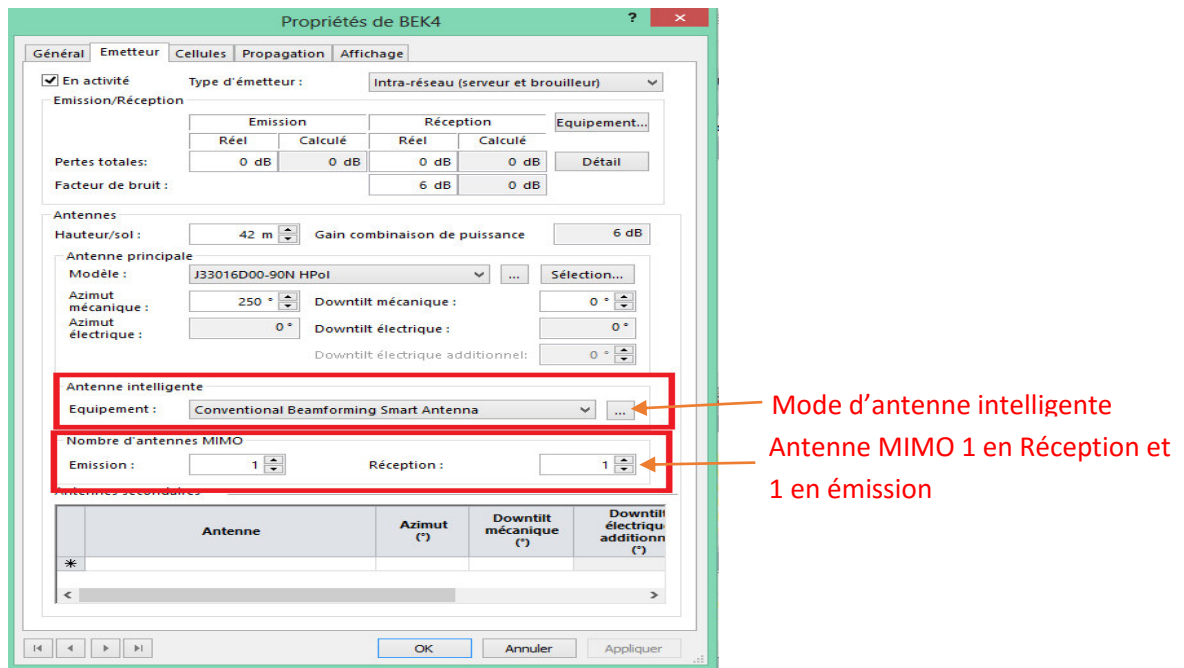 Propriétés de BEK4 ? ×
Général Emetteur Cellules Propagation Affichage
En activité Type d'émetteur : Intra-réseau (serveur et brouilleur)
Emission/Réception
Emission Réception Equipement...
Réel Calculé Réel Calculé
Pertes totales: 0 dB 0 dB 0 dB 0 dB Détail
Facteur de bruit : 6 dB 0 dB
Antennes
Hauteur/sol : 42 m Gain combinaison de puissance 6 dB
Antenne principale
Modèle : J33016D00-90N HPol ... Sélection...
Azimut
mécanique : 250 ° Downtilt mécanique : 0 °
Azimut
électrique : 0 ° Downtilt électrique : 0 °
Downtilt électrique additionnel: 0 °
Antenne intelligente
Equipement : Conventional Beamforming Smart Antenna ...
Mode d'antenne intelligente
Nombre d'antennes MIMO
Emission : 1 Réception : 1
Antenne MIMO 1 en Réception et
1 en émission
Antennes secondaires
Antenne Azimut (°) Downtilt mécanique (°) Downtilt électriqu additionn (°)
*
OK Annuler Appliquer